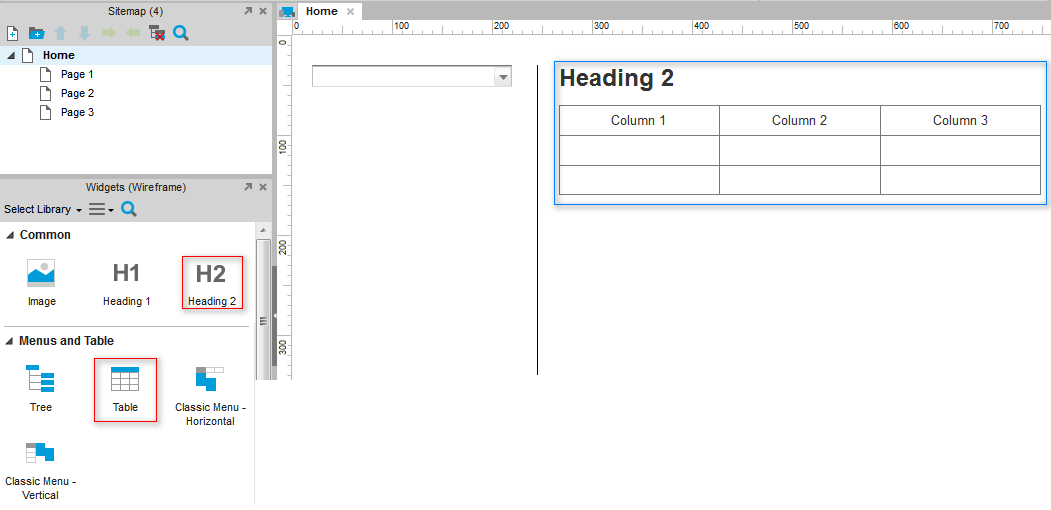 Sitemap (4)
Home
Page 1
Page 2
Page 3
Widgets (Wireframe)
Select Library
Common
H1
H2
Image
Heading 1
Heading 2
Menus and Table
Tree
Table
Classic Menu -
Horizontal
Classic Menu -
Vertical
Home
0 100 200 300 400 500 600 700
0
100
200
300
Heading 2
Column 1 Column 2 Column 3